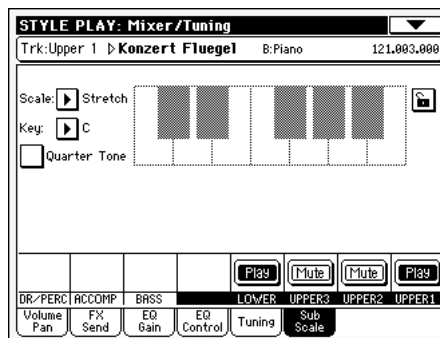 STYLE PLAY: Mixer/Tuning
Trk:Upper 1 Konzert Fluegel B:Piano 121.003.000
Scale: Stretch
Key: C
Quarter Tone
Play Mute Mute Play
DR/PERC ACCOMP BASS LOWER UPPER3 UPPER2 UPPER1
Volume Pan FX Send EQ Gain EQ Control Tuning Sub Scale